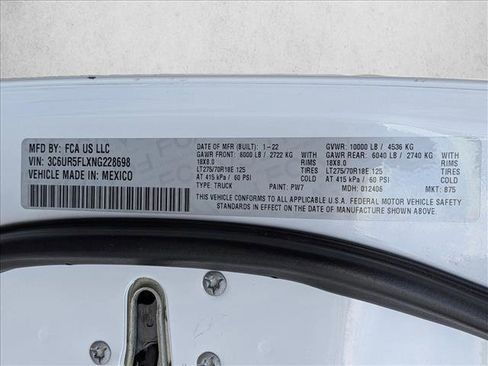 MFD BY: FCA US LLC
VIN: 3C6UR5FLXNG228698
VEHICLE MADE IN: MEXICO
DATE OF MFR (BUILT): 1-22
GAWR FRONT: 6000 LB / 2722 KG
18X8.0 WITH RIMS
LT275/70R18E 125 TIRES
AT 415 kPa / 60 PSI COLD
TYPE: TRUCK PAINT: PW7
GVWR: 10000 LB / 4536 KG
GAWR REAR: 6040 LB / 2740 KG
18X8.0 WITH RIMS
LT275/70R18E 125 TIRES
AT 415 kPa / 60 PSI COLD
MDH: 012406 MKT: 875
THIS VEHICLE CONFORMS TO ALL APPLICABLE U.S.A. FEDERAL MOTOR VEHICLE SAFETY
STANDARDS IN EFFECT ON THE DATE OF MANUFACTURE SHOWN ABOVE.